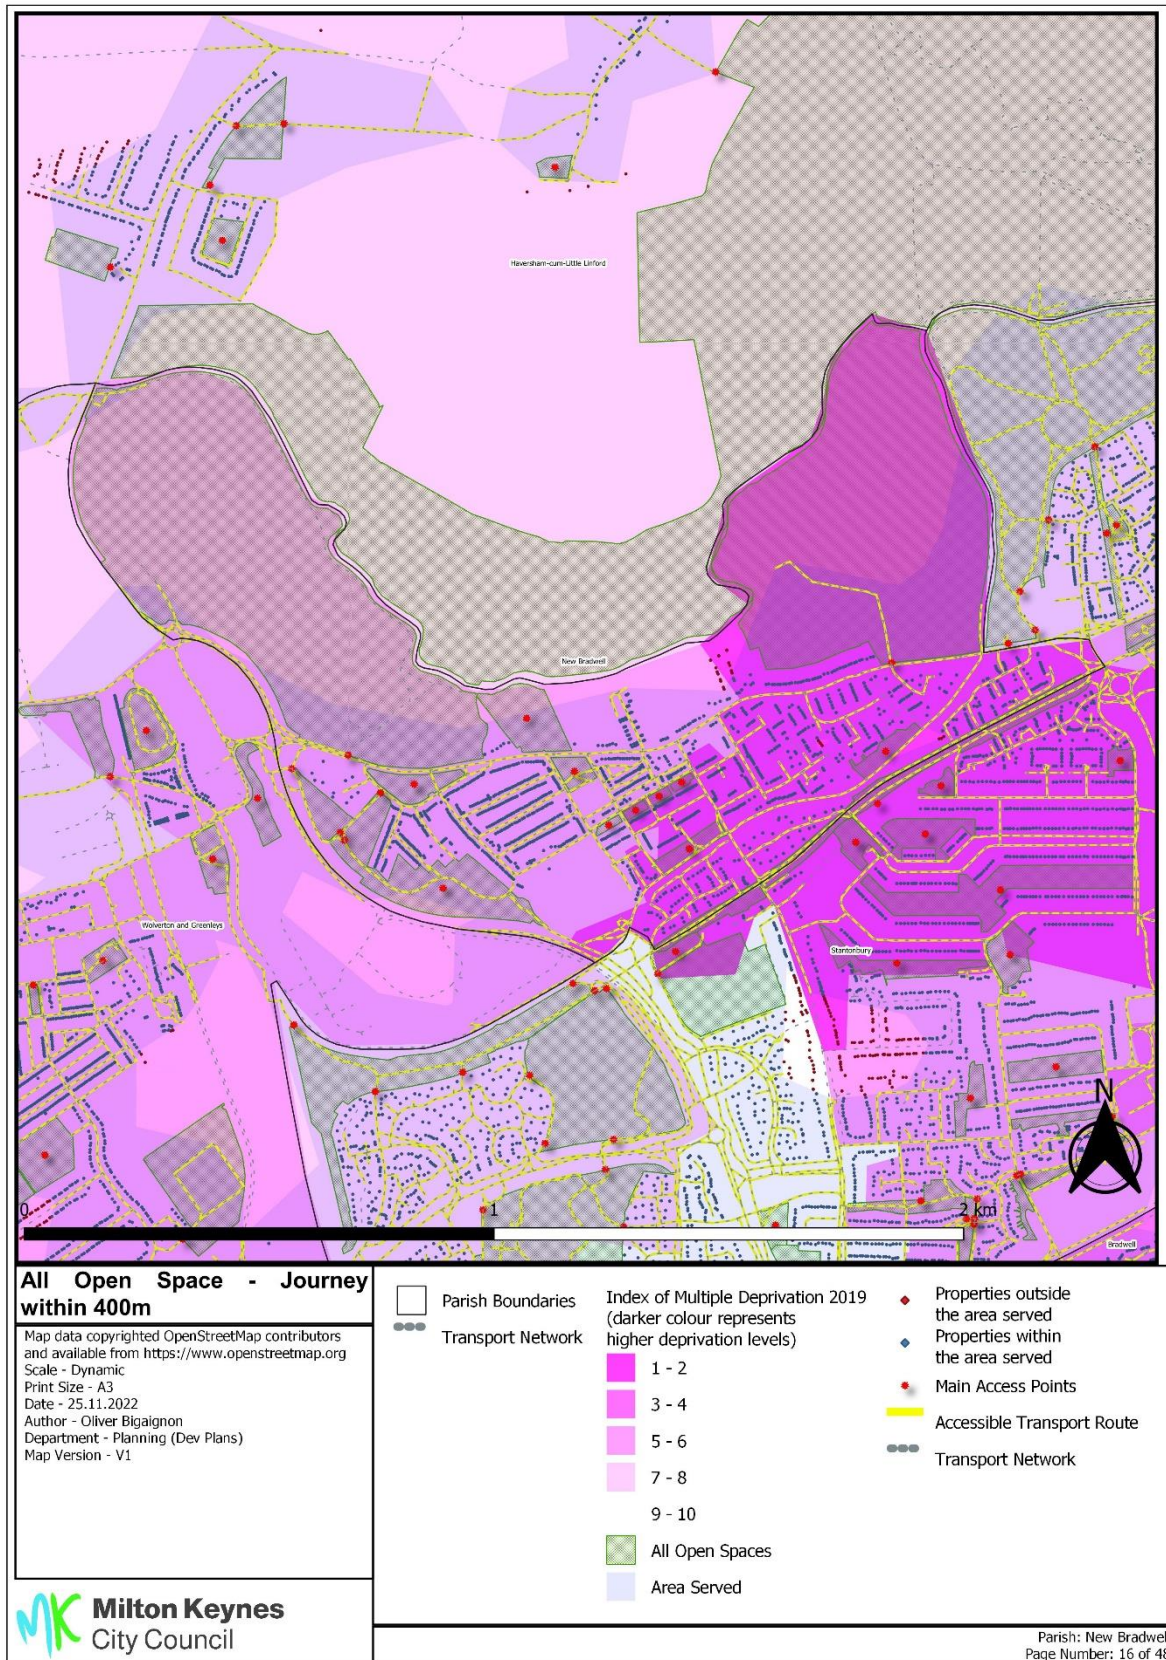 Haversham-cum-Little Linford
New Bradwell
Wolverton and Greenleys
Stantonbury
N
0
1
2 km
Bradwell
All Open Space - Journey
within 400m
Map data copyrighted OpenStreetMap contributors
and available from https://www.openstreetmap.org
Scale - Dynamic
Print Size - A3
Date - 25.11.2022
Author - Oliver Bigaignon
Department - Planning (Dev Plans)
Map Version - V1
MK Milton Keynes
City Council
Parish Boundaries
Transport Network
Index of Multiple Deprivation 2019
(darker colour represents
higher deprivation levels)
1 - 2
3 - 4
5 - 6
7 - 8
9 - 10
All Open Spaces
Area Served
Properties outside
the area served
Properties within
the area served
Main Access Points
Accessible Transport Route
Transport Network
Parish: New Bradwell
Page Number: 16 of 48